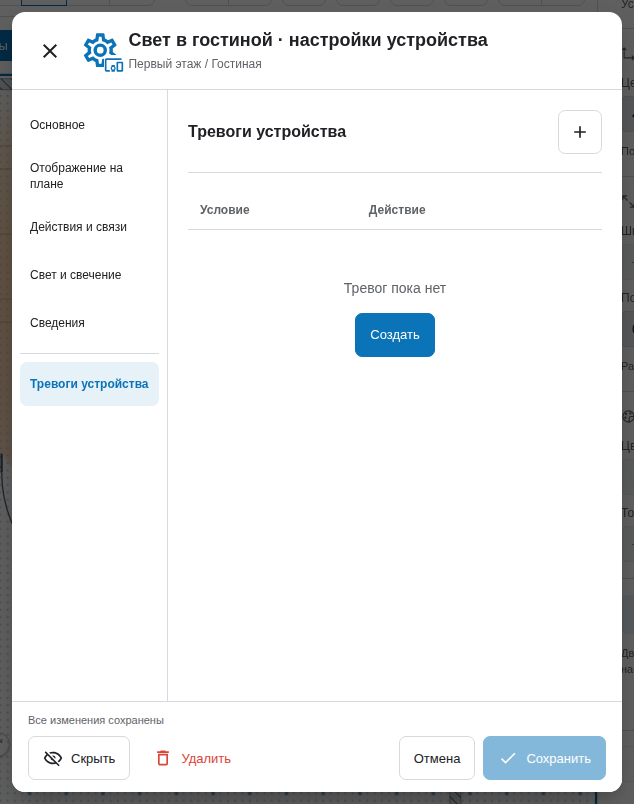 Свет в гостиной · настройки устройства
Первый этаж / Гостиная
Основное
Отображение на
плане
Действия и связи
Свет и свечение
Сведения
Тревоги устройства
Тревоги устройства
Условие
Действие
Тревог пока нет
Создать
Все изменения сохранены
Скрыть
Удалить
Отмена
Сохранить